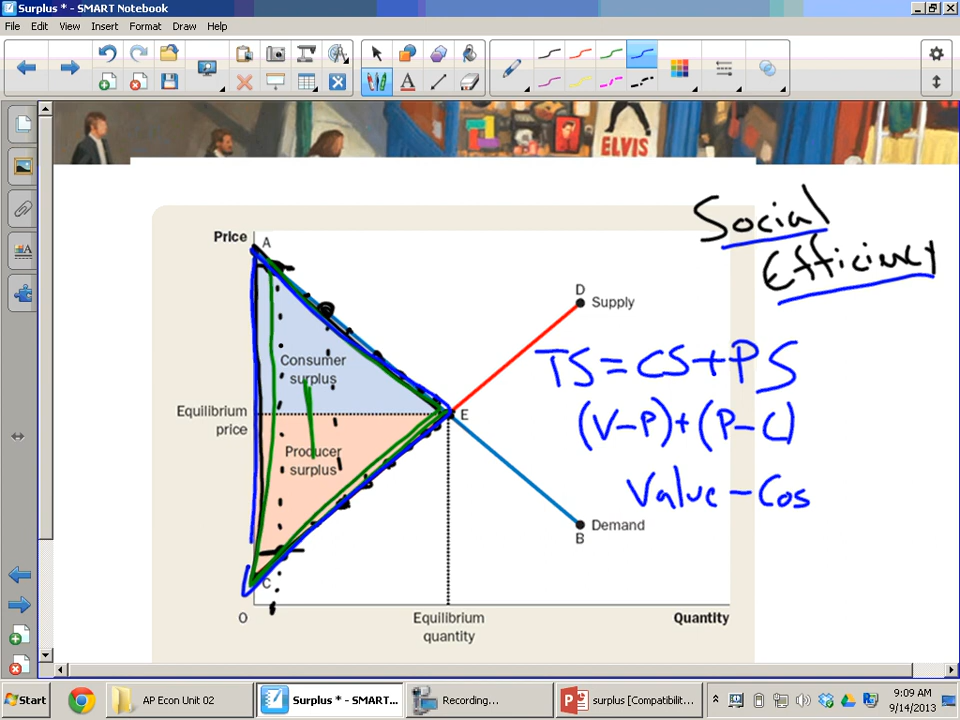 Surplus * - SMART Notebook
File Edit View Insert Format Draw Help
ELVIS
Social
Efficiency
Price
A
D
Supply
TS = CS + PS
Consumer
surplus
Equilibrium
price
E
(V-P)+(P-C)
Producer
surplus
Value - Cos
Demand
B
C
O
Equilibrium
quantity
Quantity
Start
AP Econ Unit 02
Surplus * - SMART...
Recording...
surplus [Compatibilit...
9:09 AM
9/14/2013